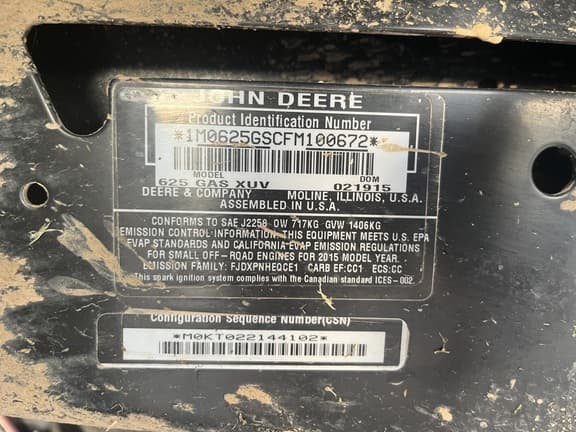 JOHN DEERE
Product Identification Number
*1M0625GSCFM100672*
MODEL DOM
625 GAS XUV 021915
DEERE & COMPANY MOLINE, ILLINOIS, U.S.A.
ASSEMBLED IN U.S.A.
CONFORMS TO SAE J2258 OW 717KG GVW 1406KG
EMISSION CONTROL INFORMATION: THIS EQUIPMENT MEETS U.S. EPA
EVAP STANDARDS AND CALIFORNIA EVAP EMISSION REGULATIONS
FOR SMALL OFF-ROAD ENGINES FOR 2015 MODEL YEAR.
EMISSION FAMILY: FJDXPNHEQCE1 CARB EF:CC1 ECS:CC
This spark ignition system complies with the Canadian standard ICES-002.
Configuration Sequence Number(CSN)
*M0KT022144102*